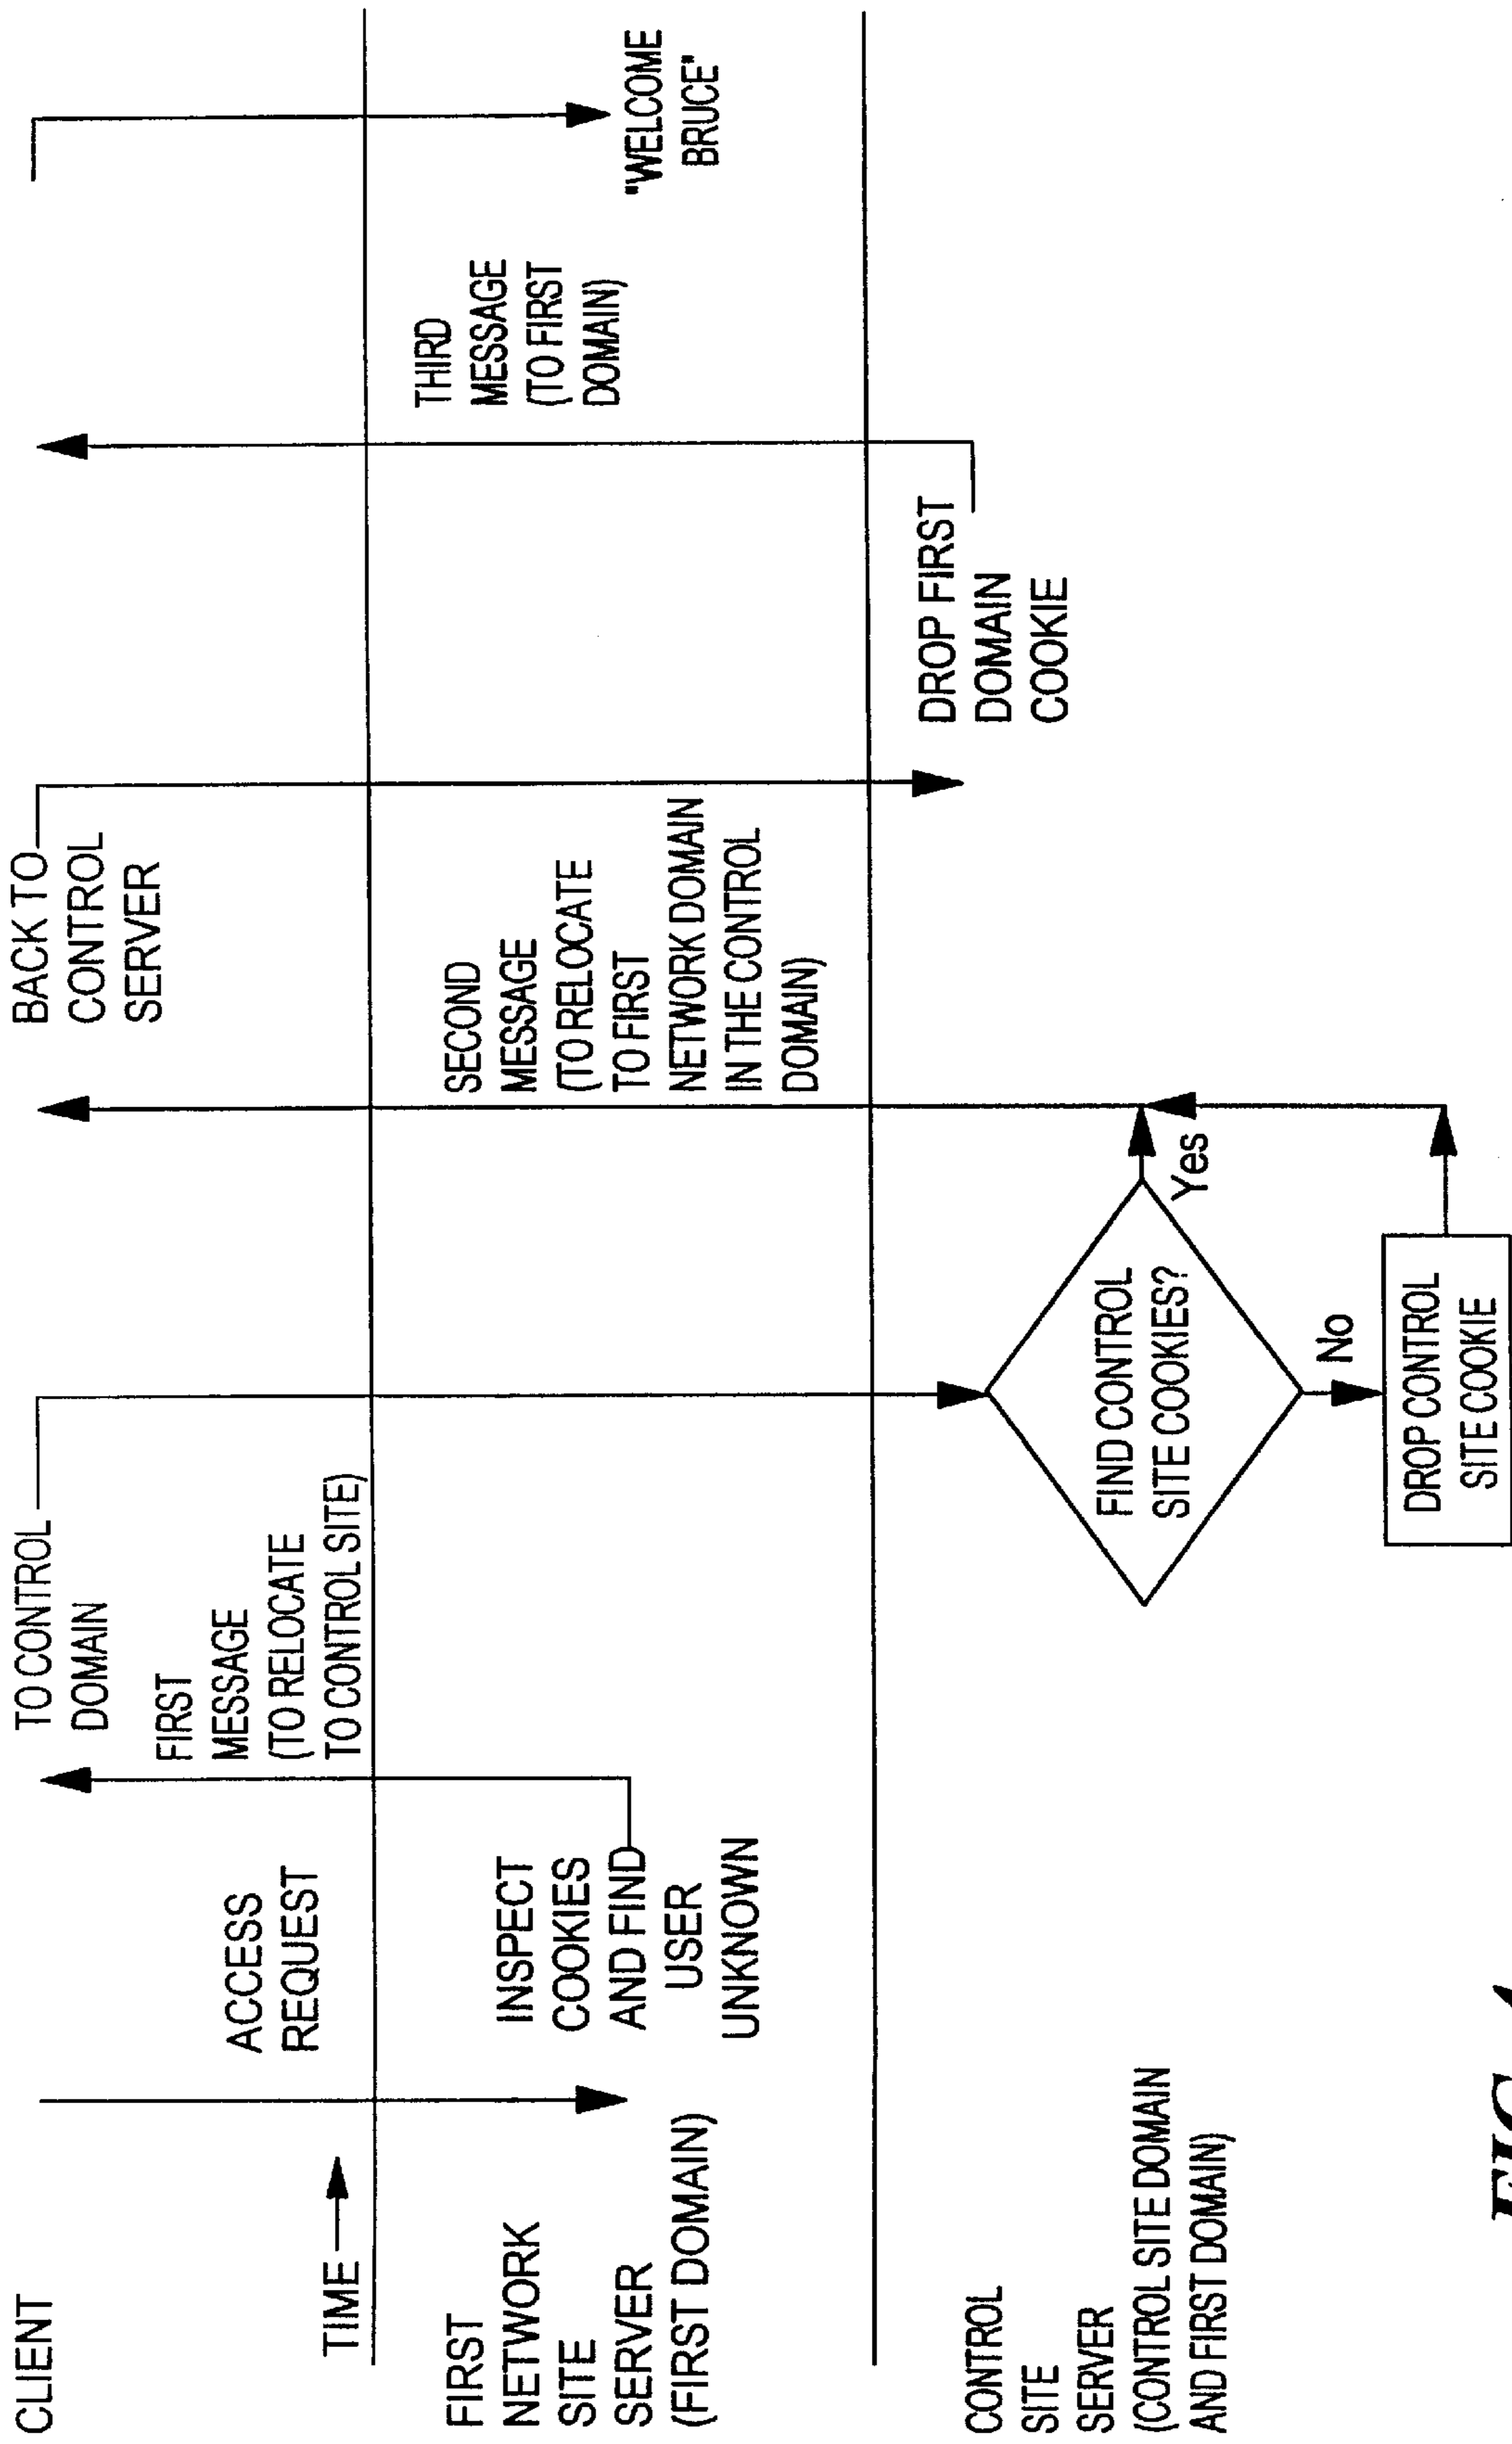 CLIENT
TIME
FIRST
NETWORK
SITE
SERVER
(FIRST DOMAIN)
CONTROL
SITE
SERVER
(CONTROL SITE DOMAIN
AND FIRST DOMAIN)
ACCESS
REQUEST
INSPECT
COOKIES
AND FIND
USER
UNKNOWN
FIRST
MESSAGE
(TO RELOCATE
TO CONTROL SITE)
TO CONTROL
DOMAIN
FIND CONTROL
SITE COOKIES?
Yes
No
DROP CONTROL
SITE COOKIE
SECOND
MESSAGE
(TO RELOCATE
TO FIRST
NETWORK DOMAIN
IN THE CONTROL
DOMAIN)
BACK TO
CONTROL
SERVER
DROP FIRST
DOMAIN
COOKIE
THIRD
MESSAGE
(TO FIRST
DOMAIN)
"WELCOME
BRUCE"
FIG.